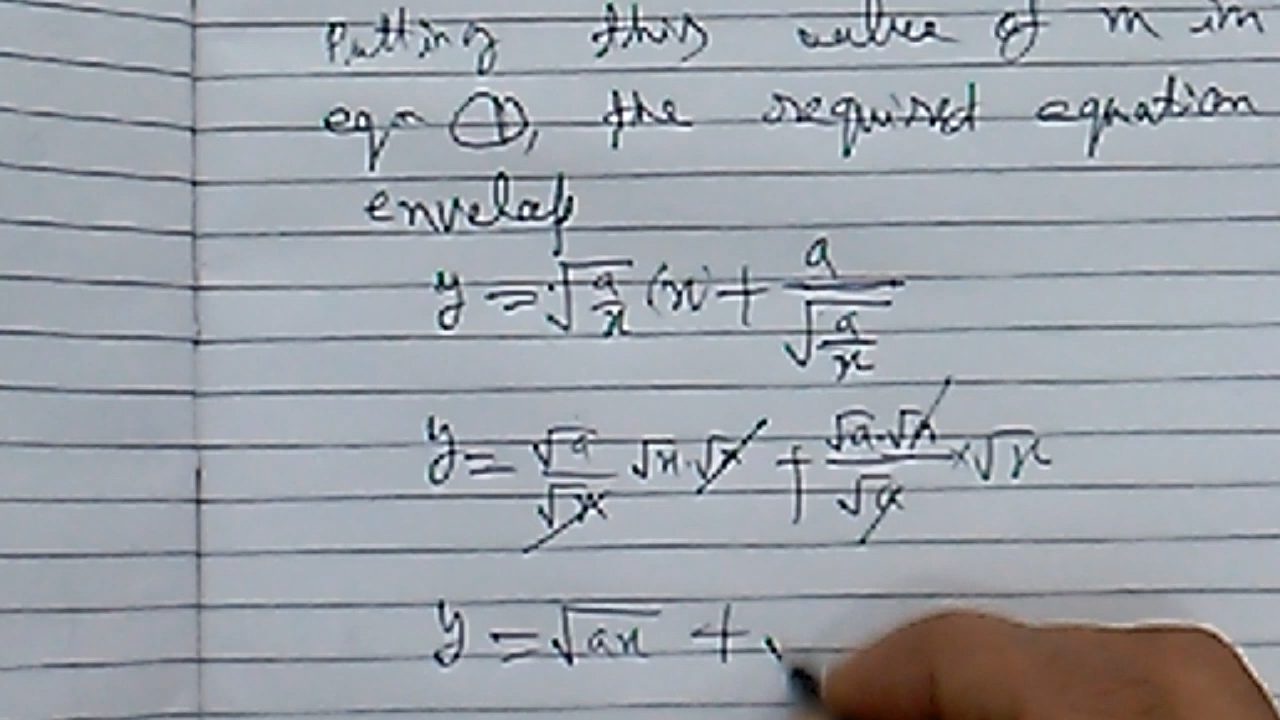 Putting this value of m in
eqn ①, the required equation
envelop
y = √(a/x) (x) + a/√(a/x)
y = √a/√x √x·√x + √a·√a/√a × √x
y = √ax +